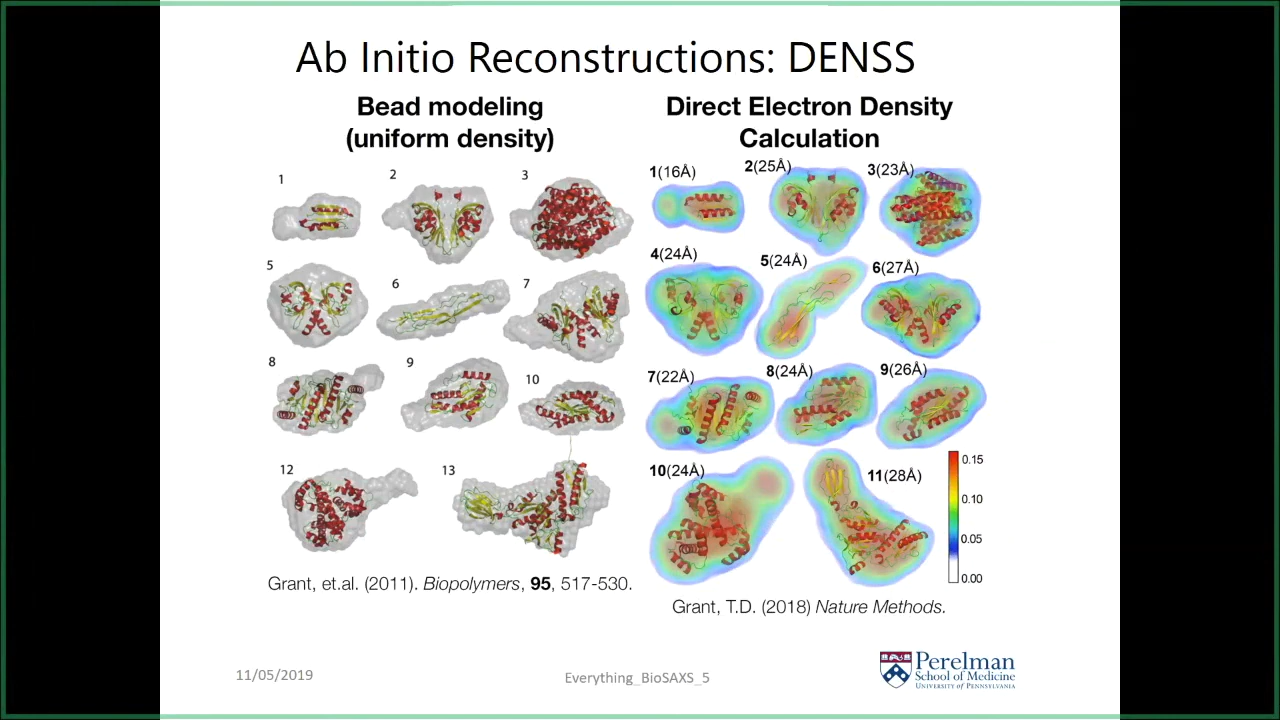 Ab Initio Reconstructions: DENSS
Bead modeling
(uniform density)
1
2
3
5
6
7
8
9
10
12
13
Grant, et.al. (2011). Biopolymers, 95, 517-530.
Direct Electron Density
Calculation
1(16Å)
2(25Å)
3(23Å)
4(24Å)
5(24Å)
6(27Å)
7(22Å)
8(24Å)
9(26Å)
10(24Å)
11(28Å)
0.15
0.10
0.05
0.00
Grant, T.D. (2018) Nature Methods.
11/05/2019
Everything_BioSAXS_5
Perelman
School of Medicine
University of Pennsylvania